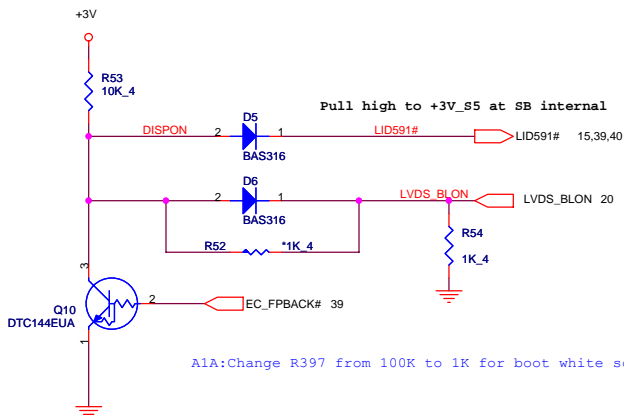 +3V
R53
10K_4
Pull high to +3V_S5 at SB internal
DISPON
2
D5
1
LID591#
LID591# 15,39,40
BAS316
2
D6
1
LVDS_BLON
LVDS_BLON 20
BAS316
R52
*1K_4
R54
1K_4
3
Q10
DTC144EUA
2
EC_FPBACK# 39
1
A1A:Change R397 from 100K to 1K for boot white